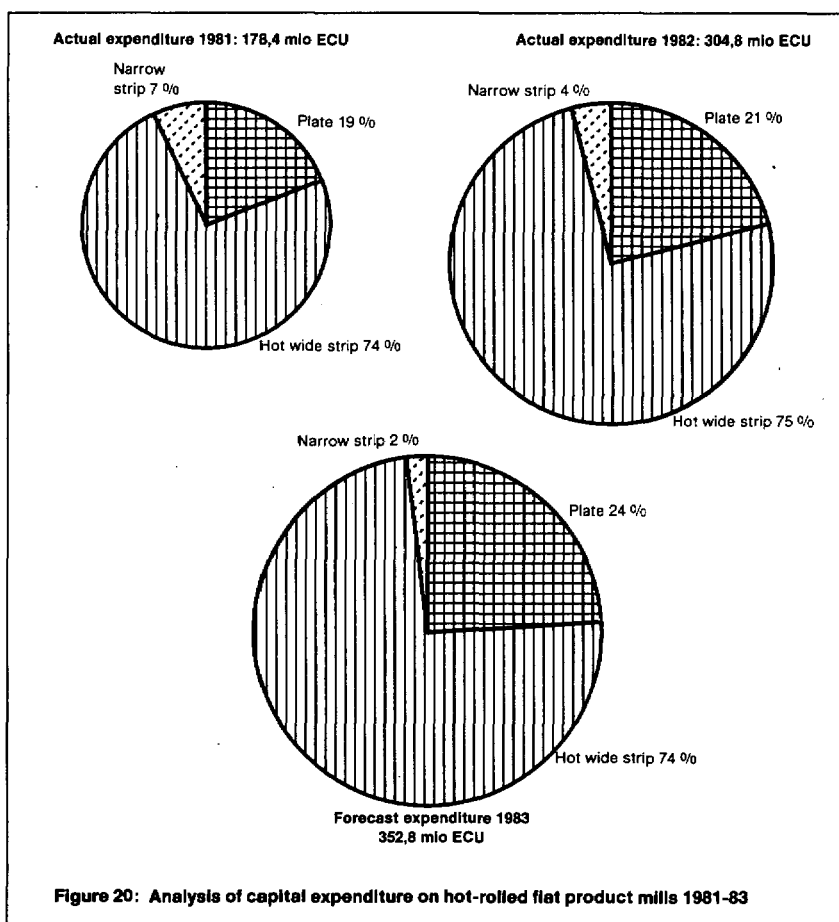 Actual expenditure 1981: 178,4 mio ECU
Narrow
strip 7 %
Plate 19 %
Hot wide strip 74 %
Actual expenditure 1982: 304,8 mio ECU
Narrow strip 4 %
Plate 21 %
Hot wide strip 75 %
Narrow strip 2 %
Plate 24 %
Hot wide strip 74 %
Forecast expenditure 1983
352,8 mio ECU
Figure 20: Analysis of capital expenditure on hot-rolled flat product mills 1981-83